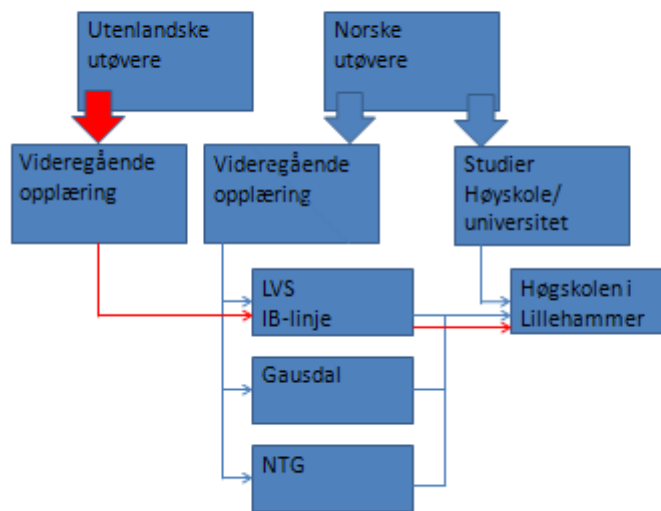 Utenlandske
utøvere
Norske
utøvere
Videregående
opplæring
Videregående
opplæring
Studier
Høyskole/
universitet
LVS
IB-linje
Høgskolen i
Lillehammer
Gausdal
NTG